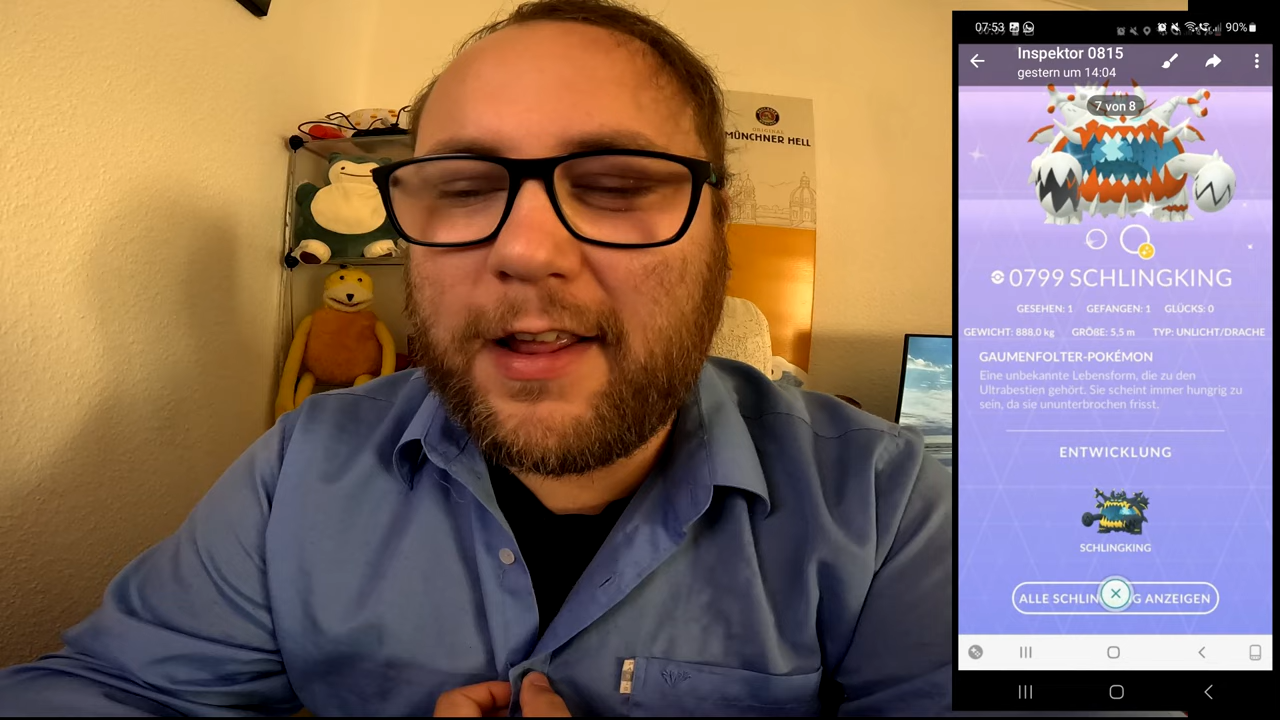 MÜNCHNER HELL
07:53
90%
Inspektor 0815
gestern um 14:04
7 von 8
0799 SCHLINGKING
GESEHEN: 1 GEFANGEN: 1 GLÜCKS: 0
GEWICHT: 888,0 kg GRÖßE: 5,5 m TYP: UNLICHT/DRACHE
GAUMENFOLTER-POKÉMON
Eine unbekannte Lebensform, die zu den
Ultrabestien gehört. Sie scheint immer hungrig zu
sein, da sie ununterbrochen frisst.
ENTWICKLUNG
SCHLINGKING
ALLE SCHLIN G ANZEIGEN